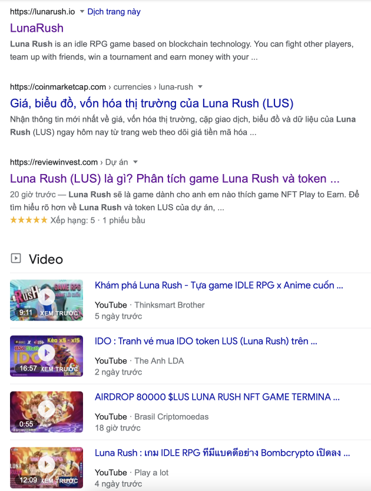 https://lunarush.io ▾ Dịch trang này
LunaRush
Luna Rush is an idle RPG game based on blockchain technology. You can fight other players,
team up with friends, win a tournament and earn money with your ...
https://coinmarketcap.com › currencies › luna-rush ▾
Giá, biểu đồ, vốn hóa thị trường của Luna Rush (LUS)
Nhận thông tin mới nhất về giá, vốn hóa thị trường, cặp giao dịch, biểu đồ và dữ liệu của Luna
Rush (LUS) ngay hôm nay từ trang web theo dõi giá tiền mã hóa ...
https://reviewinvest.com › Dự án ▾
Luna Rush (LUS) là gì? Phân tích game Luna Rush và token ...
20 giờ trước — Luna Rush sẽ là game dành cho anh em nào thích game NFT Play to Earn. Để
tìm hiểu rõ hơn về Luna Rush và token LUS của dự án, ...
★★★★★ Xếp hạng: 5 · 1 phiếu bầu
Video
RUSH
9:11 XEM TRƯỚC
Khám phá Luna Rush - Tựa game IDLE RPG x Anime cuốn ...
YouTube · Thinksmart Brother
5 ngày trước
IDO
16:57 XEM TRƯỚC
IDO : Tranh vé mua IDO token LUS (Luna Rush) trên ...
YouTube · The Anh LDA
2 ngày trước
0:55
AIRDROP 80000 $LUS LUNA RUSH NFT GAME TERMINA ...
YouTube · Brasil Criptomoedas
18 giờ trước
12:09 XEM TRƯỚC
Luna Rush : เกม IDLE RPG ที่มีแบคดีอย่าง Bombcrypto เปิดลง ...
YouTube · Play a lot
4 ngày trước